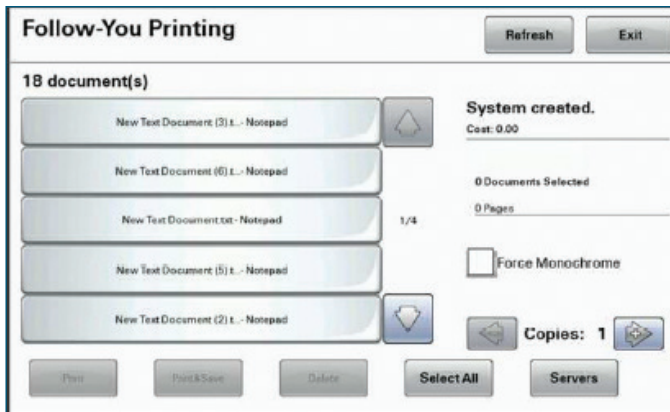 Follow-You Printing
Refresh
Exit
18 document(s)
New Text Document (3) t...- Notepad
New Text Document (6) t...- Notepad
New Text Document.txt - Notepad
New Text Document (5) t...- Notepad
New Text Document (2) t...- Notepad
1/4
System created.
Cost: 0.00
0 Documents Selected
0 Pages
Force Monochrome
Copies: 1
Print
Print&Save
Delete
Select All
Servers